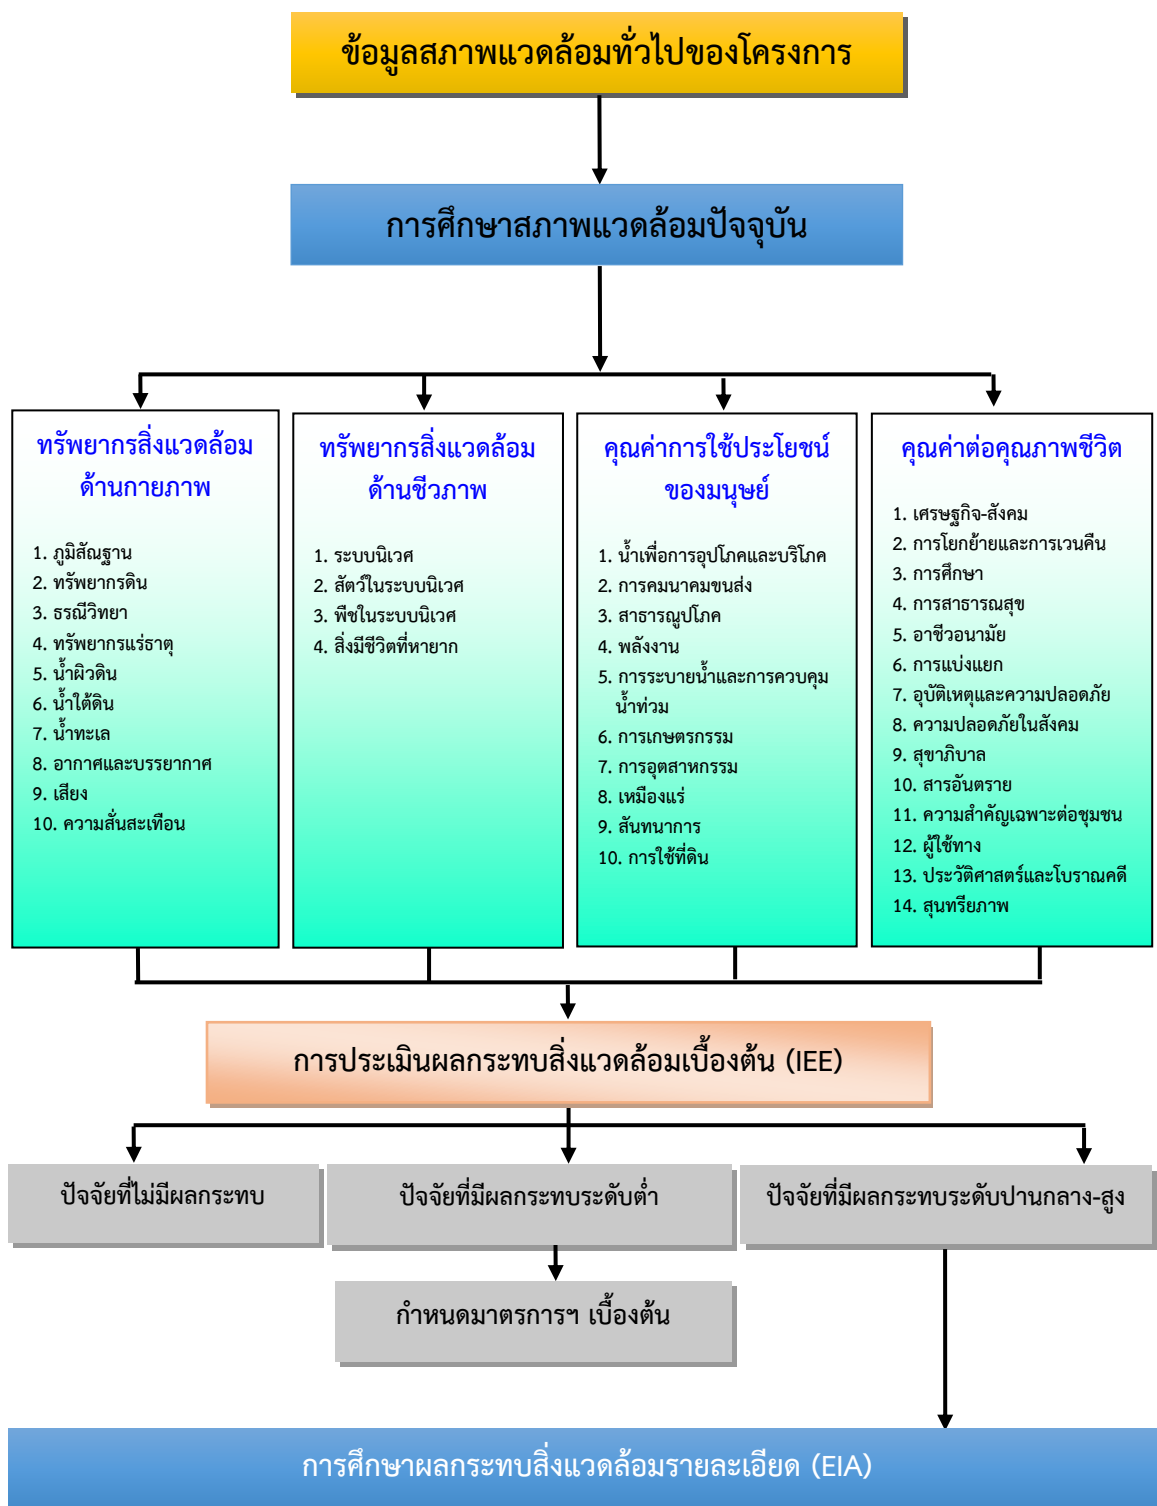 ข้อมูลสภาพแวดล้อมทั่วไปของโครงการ
การศึกษาสภาพแวดล้อมปัจจุบัน
ทรัพยากรสิ่งแวดล้อม
ด้านกายภาพ
1. ภูมิสัณฐาน
2. ทรัพยากรดิน
3. ธรณีวิทยา
4. ทรัพยากรแร่ธาตุ
5. น้ำผิวดิน
6. น้ำใต้ดิน
7. น้ำทะเล
8. อากาศและบรรยากาศ
9. เสียง
10. ความสั่นสะเทือน
ทรัพยากรสิ่งแวดล้อม
ด้านชีวภาพ
1. ระบบนิเวศ
2. สัตว์ในระบบนิเวศ
3. พืชในระบบนิเวศ
4. สิ่งมีชีวิตที่หายาก
คุณค่าการใช้ประโยชน์
ของมนุษย์
1. น้ำเพื่อการอุปโภคและบริโภค
2. การคมนาคมขนส่ง
3. สาธารณูปโภค
4. พลังงาน
5. การระบายน้ำและการควบคุม
น้ำท่วม
6. การเกษตรกรรม
7. การอุตสาหกรรม
8. เหมืองแร่
9. สันทนาการ
10. การใช้ที่ดิน
คุณค่าต่อคุณภาพชีวิต
1. เศรษฐกิจ-สังคม
2. การโยกย้ายและการเวนคืน
3. การศึกษา
4. การสาธารณสุข
5. อาชีวอนามัย
6. การแบ่งแยก
7. อุบัติเหตุและความปลอดภัย
8. ความปลอดภัยในสังคม
9. สุขาภิบาล
10. สารอันตราย
11. ความสำคัญเฉพาะต่อชุมชน
12. ผู้ใช้ทาง
13. ประวัติศาสตร์และโบราณคดี
14. สุนทรียภาพ
การประเมินผลกระทบสิ่งแวดล้อมเบื้องต้น (IEE)
ปัจจัยที่ไม่มีผลกระทบ
ปัจจัยที่มีผลกระทบระดับต่ำ
ปัจจัยที่มีผลกระทบระดับปานกลาง-สูง
กำหนดมาตรการฯ เบื้องต้น
การศึกษาผลกระทบสิ่งแวดล้อมรายละเอียด (EIA)